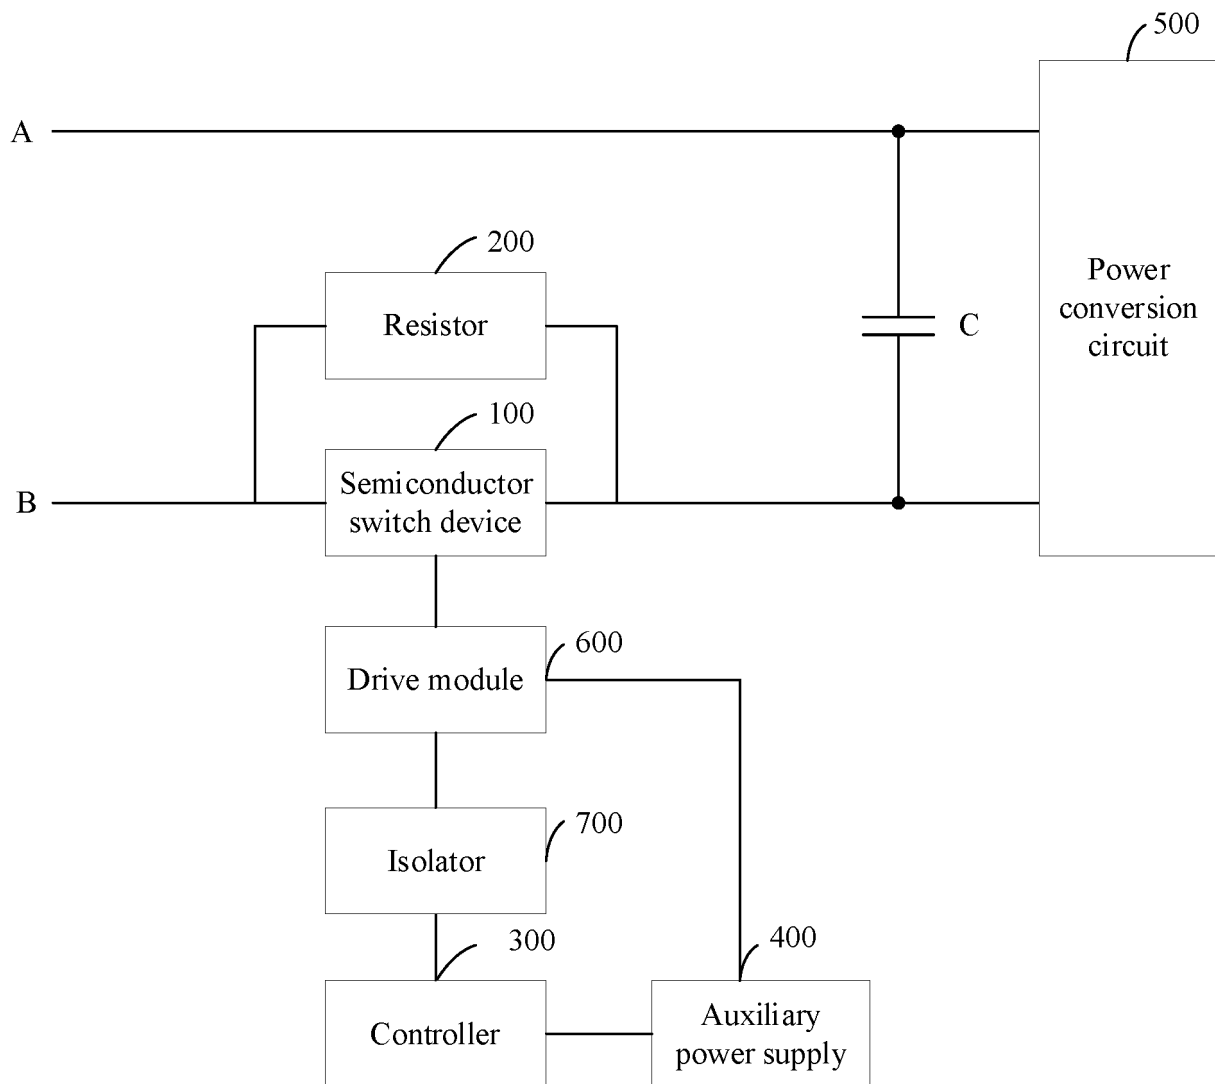 500
A
200
Resistor
Power
conversion
circuit
C
100
Semiconductor
switch device
B
600
Drive module
700
Isolator
300
400
Controller
Auxiliary
power supply